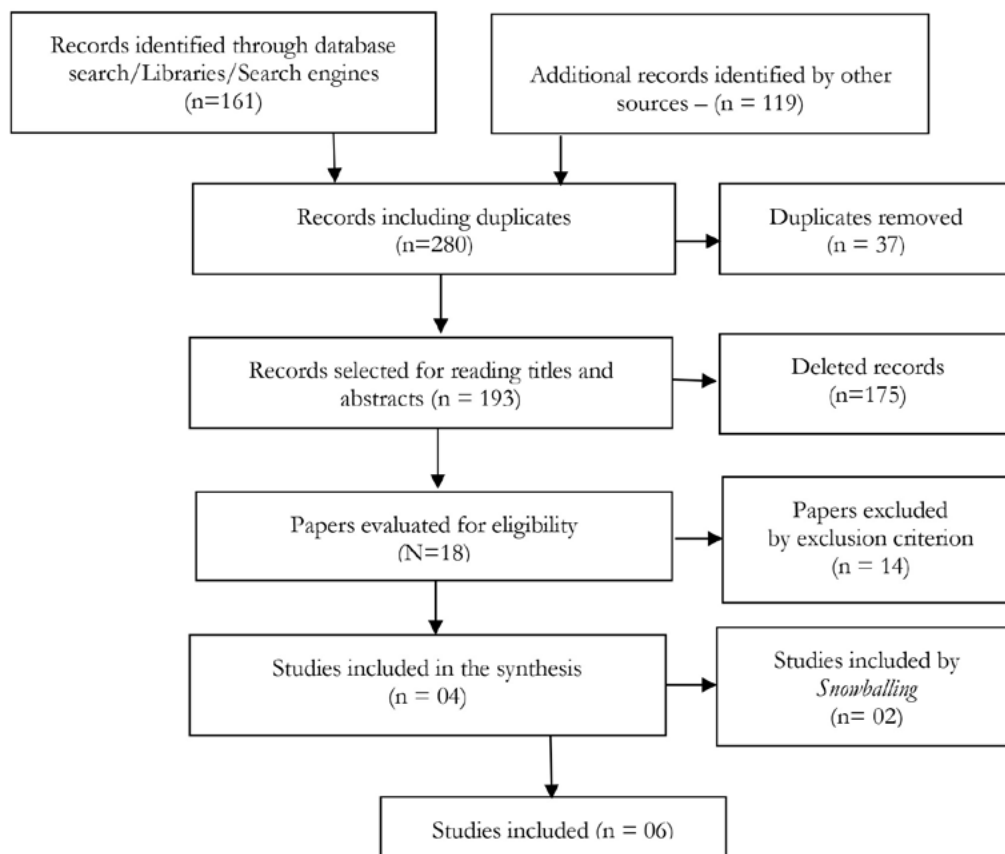 Records identified through database
search/Libraries/Search engines
(n=161)
Additional records identified by other
sources – (n = 119)
Records including duplicates
(n=280)
Duplicates removed
(n = 37)
Records selected for reading titles and
abstracts (n = 193)
Deleted records
(n=175)
Papers evaluated for eligibility
(N=18)
Papers excluded
by exclusion criterion
(n = 14)
Studies included in the synthesis
(n = 04)
Studies included by
Snowballing
(n= 02)
Studies included (n = 06)